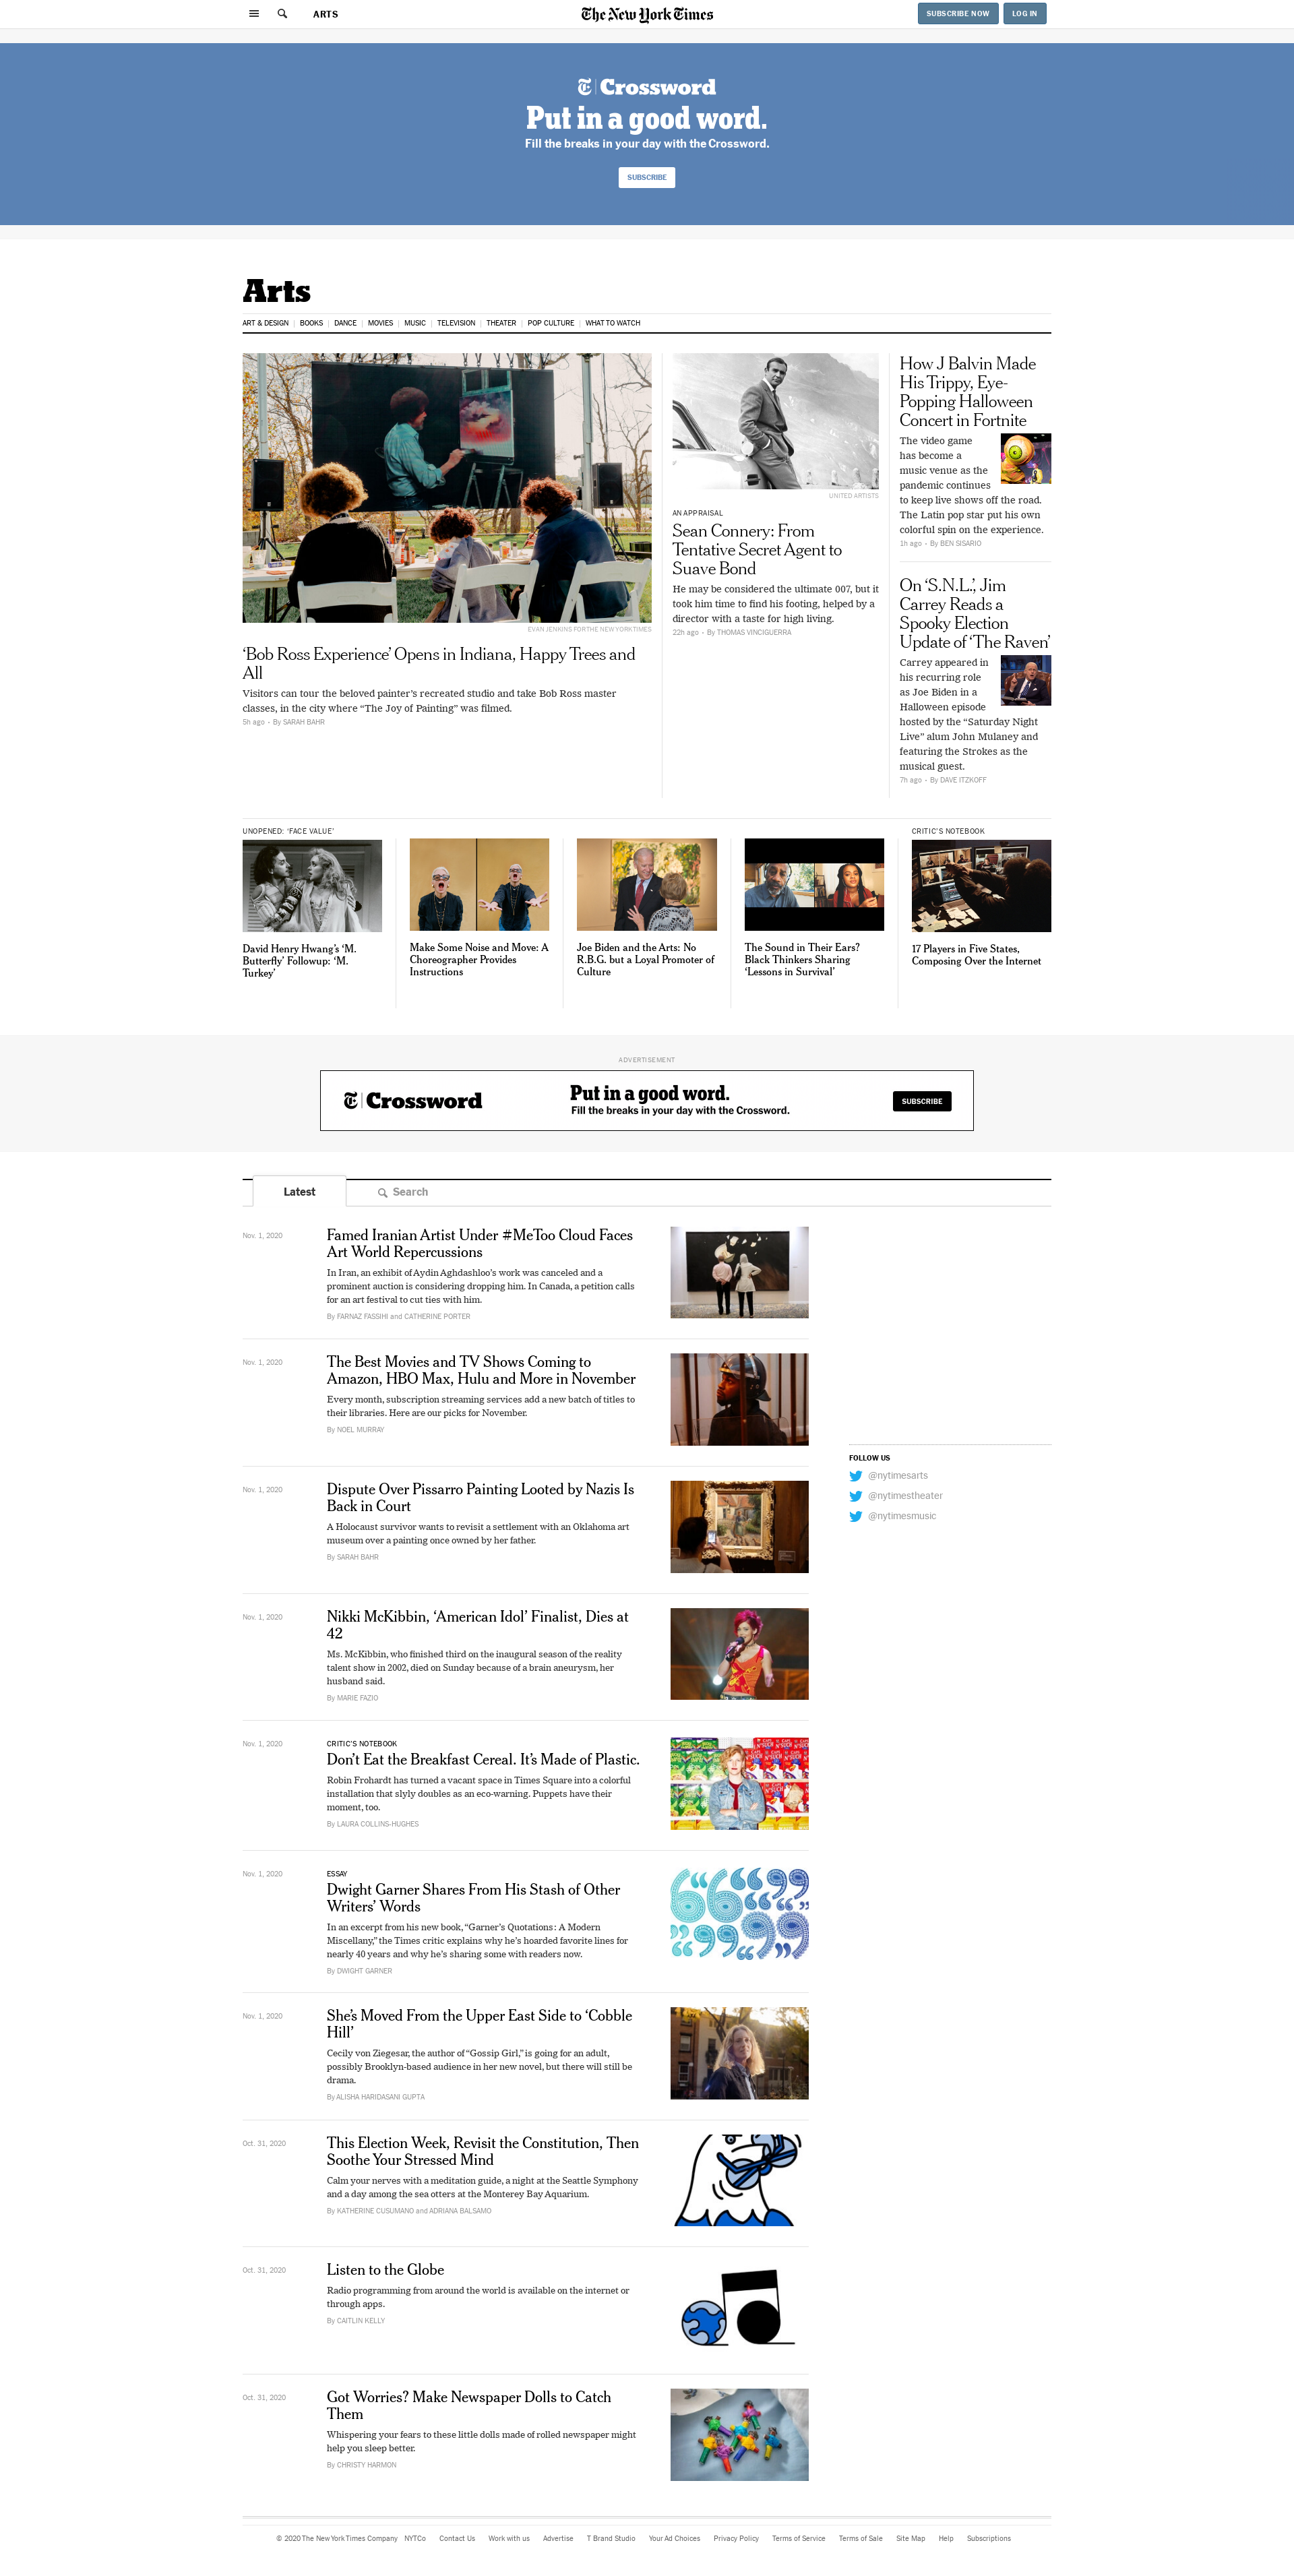 ARTS
The New York Times
SUBSCRIBE NOW
LOG IN
T Crossword
Put in a good word.
Fill the breaks in your day with the Crossword.
SUBSCRIBE
Arts
ART & DESIGN
BOOKS
DANCE
MOVIES
MUSIC
TELEVISION
THEATER
POP CULTURE
WHAT TO WATCH
EVAN JENKINS FOR THE NEW YORK TIMES
‘Bob Ross Experience’ Opens in Indiana, Happy Trees and
All
Visitors can tour the beloved painter’s recreated studio and take Bob Ross master
classes, in the city where “The Joy of Painting” was filmed.
5h ago • By SARAH BAHR
UNITED ARTISTS
AN APPRAISAL
Sean Connery: From
Tentative Secret Agent to
Suave Bond
He may be considered the ultimate 007, but it
took him time to find his footing, helped by a
director with a taste for high living.
22h ago • By THOMAS VINCIGUERRA
How J Balvin Made
His Trippy, Eye-
Popping Halloween
Concert in Fortnite
The video game
has become a
music venue as the
pandemic continues
to keep live shows off the road.
The Latin pop star put his own
colorful spin on the experience.
1h ago • By BEN SISARIO
On ‘S.N.L.’, Jim
Carrey Reads a
Spooky Election
Update of ‘The Raven’
Carrey appeared in
his recurring role
as Joe Biden in a
Halloween episode
hosted by the “Saturday Night
Live” alum John Mulaney and
featuring the Strokes as the
musical guest.
7h ago • By DAVE ITZKOFF
UNOPENED: ‘FACE VALUE’
David Henry Hwang’s ‘M.
Butterfly’ Followup: ‘M.
Turkey’
Make Some Noise and Move: A
Choreographer Provides
Instructions
Joe Biden and the Arts: No
R.B.G. but a Loyal Promoter of
Culture
The Sound in Their Ears?
Black Thinkers Sharing
‘Lessons in Survival’
CRITIC’S NOTEBOOK
17 Players in Five States,
Composing Over the Internet
ADVERTISEMENT
T Crossword
Put in a good word.
Fill the breaks in your day with the Crossword.
SUBSCRIBE
Latest
Search
Nov. 1, 2020
Famed Iranian Artist Under #MeToo Cloud Faces
Art World Repercussions
In Iran, an exhibit of Aydin Aghdashloo’s work was canceled and a
prominent auction is considering dropping him. In Canada, a petition calls
for an art festival to cut ties with him.
By FARNAZ FASSIHI and CATHERINE PORTER
Nov. 1, 2020
The Best Movies and TV Shows Coming to
Amazon, HBO Max, Hulu and More in November
Every month, subscription streaming services add a new batch of titles to
their libraries. Here are our picks for November.
By NOEL MURRAY
FOLLOW US
@nytimesarts
@nytimestheater
@nytimesmusic
Nov. 1, 2020
Dispute Over Pissarro Painting Looted by Nazis Is
Back in Court
A Holocaust survivor wants to revisit a settlement with an Oklahoma art
museum over a painting once owned by her father.
By SARAH BAHR
Nov. 1, 2020
Nikki McKibbin, ‘American Idol’ Finalist, Dies at
42
Ms. McKibbin, who finished third on the inaugural season of the reality
talent show in 2002, died on Sunday because of a brain aneurysm, her
husband said.
By MARIE FAZIO
Nov. 1, 2020
CRITIC’S NOTEBOOK
Don’t Eat the Breakfast Cereal. It’s Made of Plastic.
Robin Frohardt has turned a vacant space in Times Square into a colorful
installation that slyly doubles as an eco-warning. Puppets have their
moment, too.
By LAURA COLLINS-HUGHES
Nov. 1, 2020
ESSAY
Dwight Garner Shares From His Stash of Other
Writers’ Words
In an excerpt from his new book, “Garner’s Quotations: A Modern
Miscellany,” the Times critic explains why he’s hoarded favorite lines for
nearly 40 years and why he’s sharing some with readers now.
By DWIGHT GARNER
Nov. 1, 2020
She’s Moved From the Upper East Side to ‘Cobble
Hill’
Cecily von Ziegesar, the author of “Gossip Girl,” is going for an adult,
possibly Brooklyn-based audience in her new novel, but there will still be
drama.
By ALISHA HARIDASANI GUPTA
Oct. 31, 2020
This Election Week, Revisit the Constitution, Then
Soothe Your Stressed Mind
Calm your nerves with a meditation guide, a night at the Seattle Symphony
and a day among the sea otters at the Monterey Bay Aquarium.
By KATHERINE CUSUMANO and ADRIANA BALSAMO
Oct. 31, 2020
Listen to the Globe
Radio programming from around the world is available on the internet or
through apps.
By CAITLIN KELLY
Oct. 31, 2020
Got Worries? Make Newspaper Dolls to Catch
Them
Whispering your fears to these little dolls made of rolled newspaper might
help you sleep better.
By CHRISTY HARMON
© 2020 The New York Times Company
NYTCo
Contact Us
Work with us
Advertise
T Brand Studio
Your Ad Choices
Privacy Policy
Terms of Service
Terms of Sale
Site Map
Help
Subscriptions